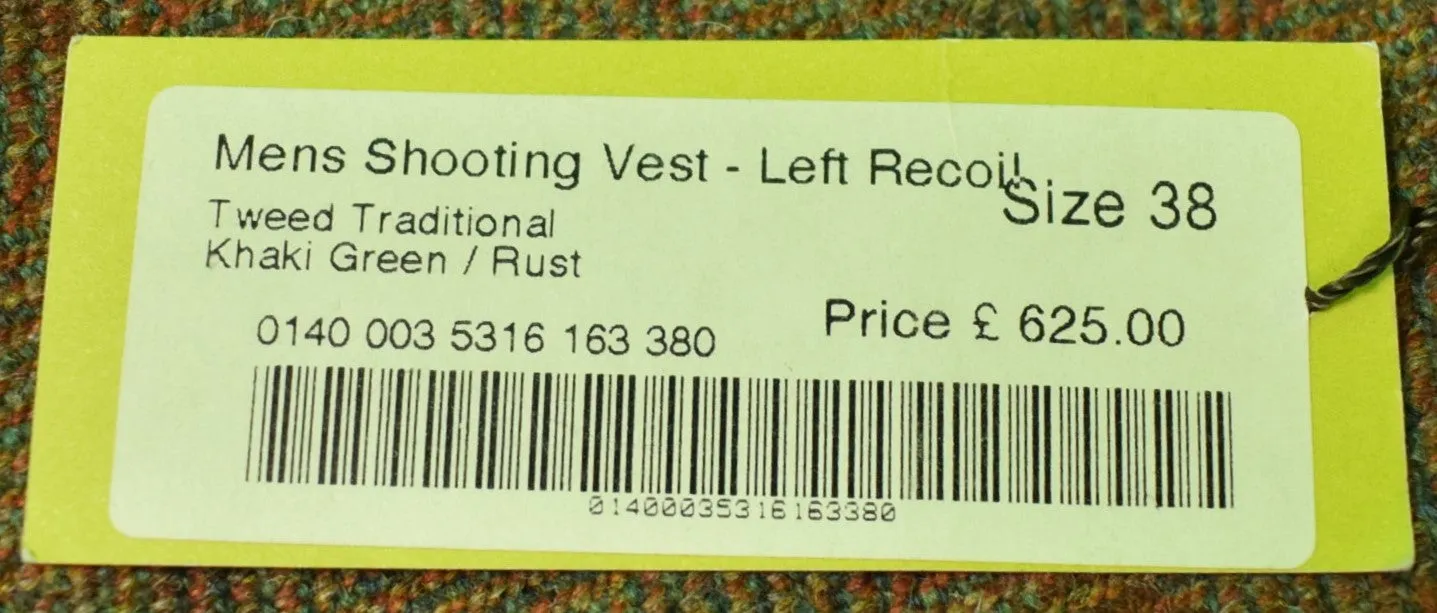 Mens Shooting Vest - Left Recoil
Size 38
Tweed Traditional
Khaki Green / Rust
0140 003 5316 163 380
Price £ 625.00
01400035316163380